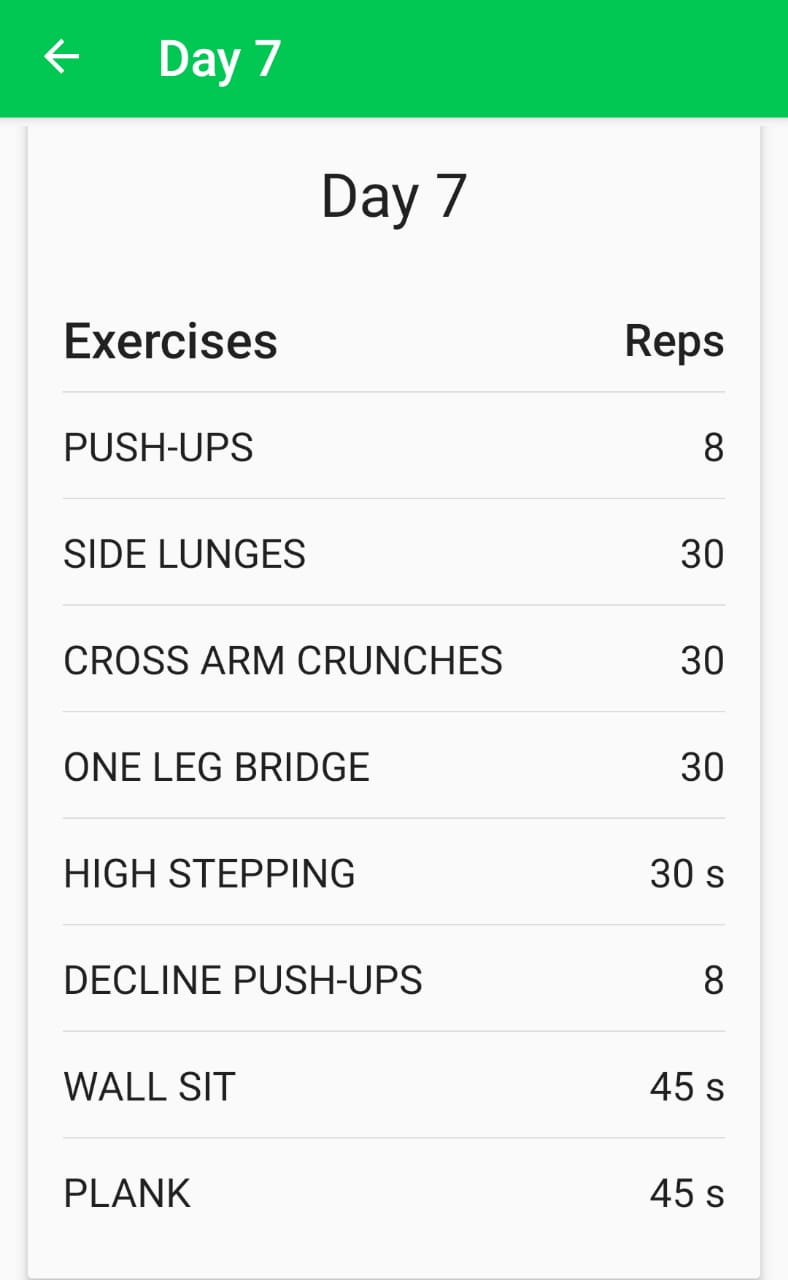 Day 7
Day 7
Exercises Reps
PUSH-UPS 8
SIDE LUNGES 30
CROSS ARM CRUNCHES 30
ONE LEG BRIDGE 30
HIGH STEPPING 30 s
DECLINE PUSH-UPS 8
WALL SIT 45 s
PLANK 45 s